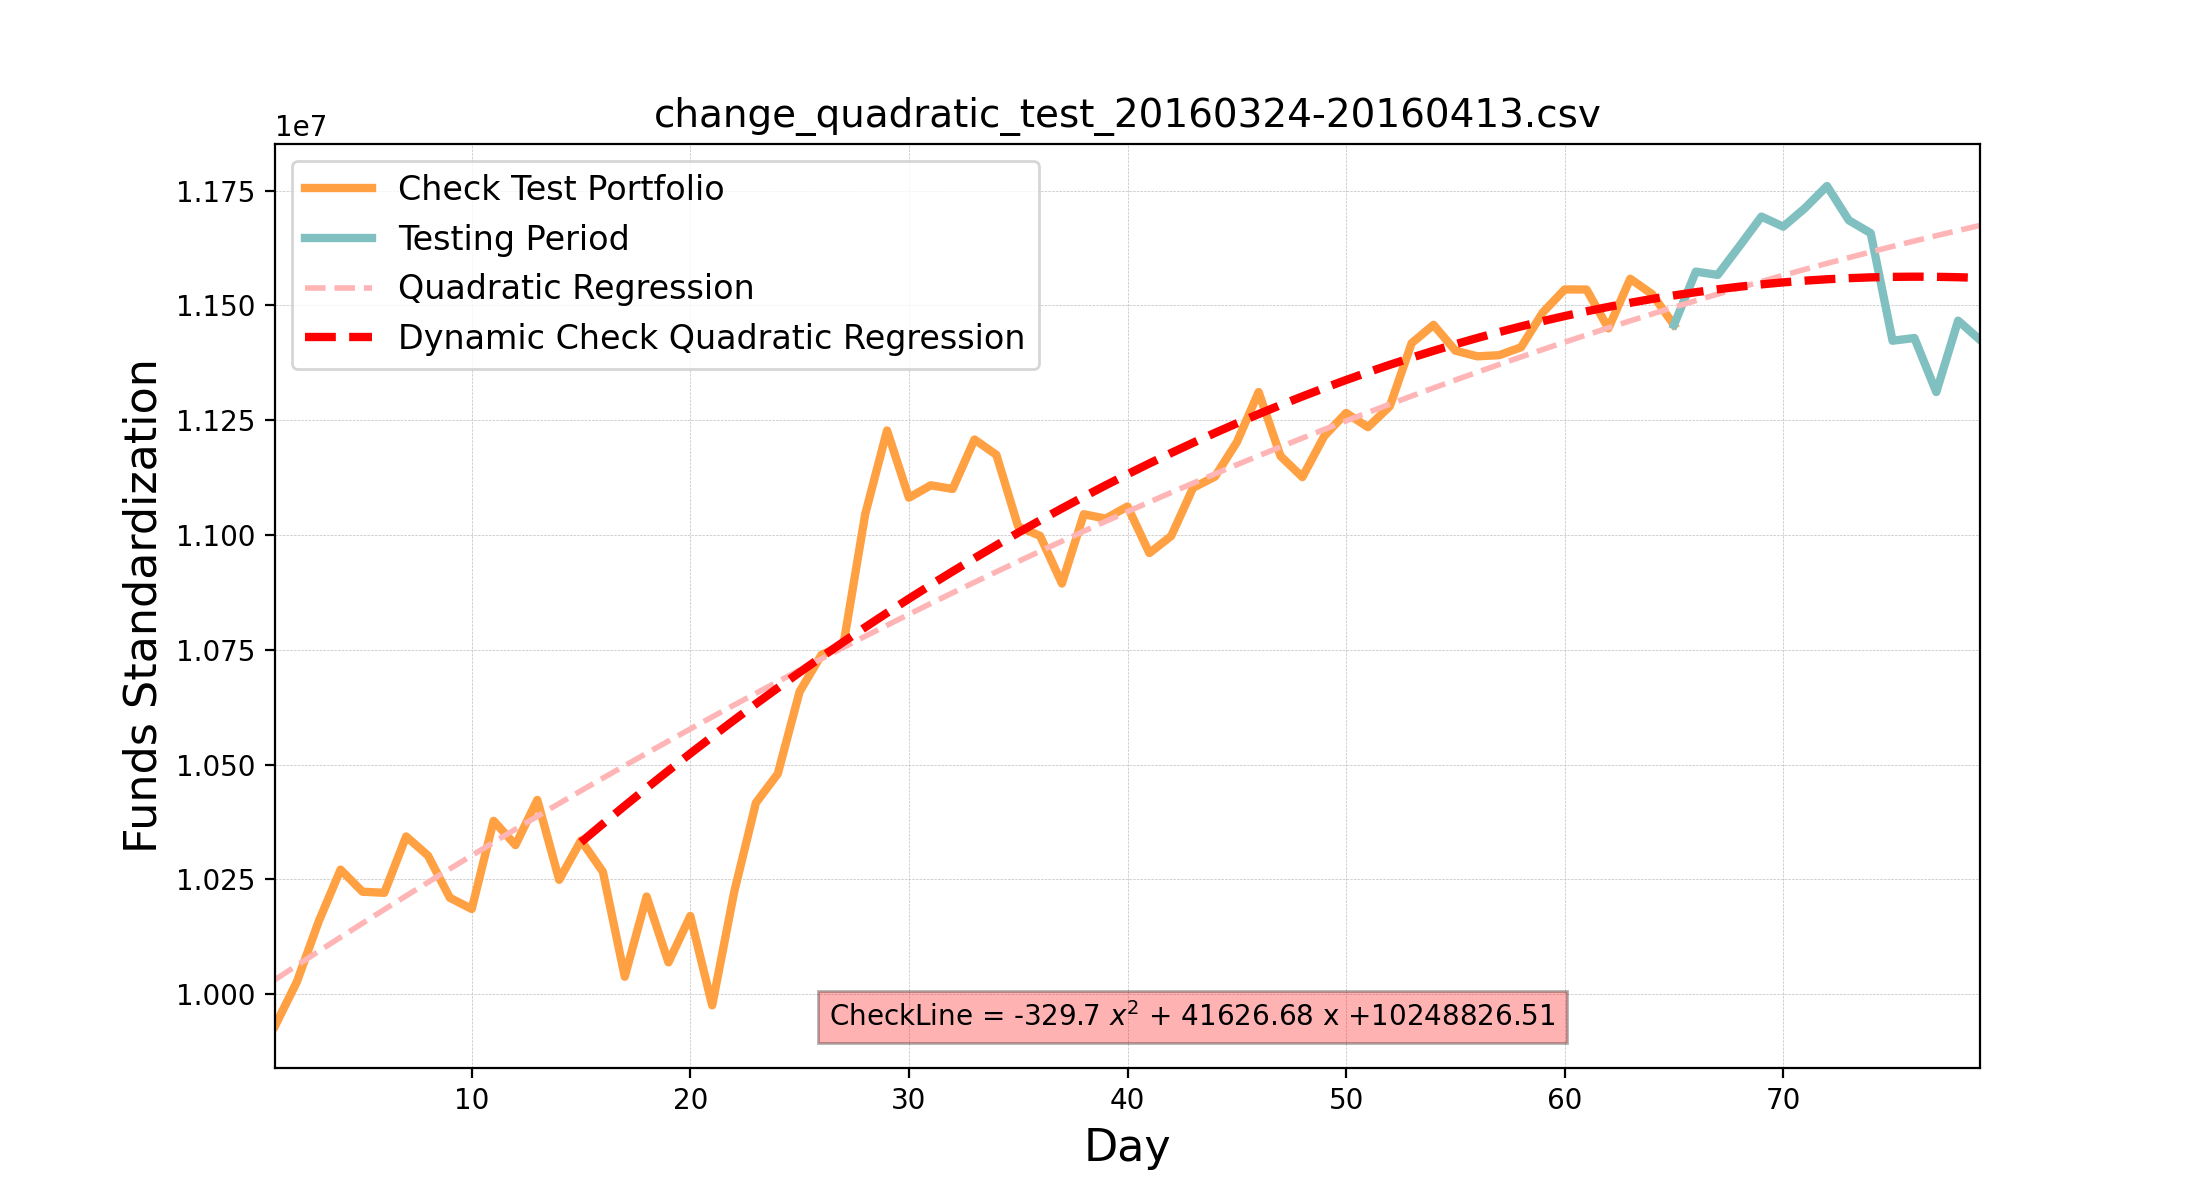 change_quadratic_test_20160324-20160413.csv
1e7
Check Test Portfolio
Testing Period
Quadratic Regression
Dynamic Check Quadratic Regression
1.175
1.150
1.125
1.100
1.075
1.050
1.025
1.000
Funds Standardization
CheckLine = -329.7 x² + 41626.68 x +10248826.51
10 20 30 40 50 60 70
Day